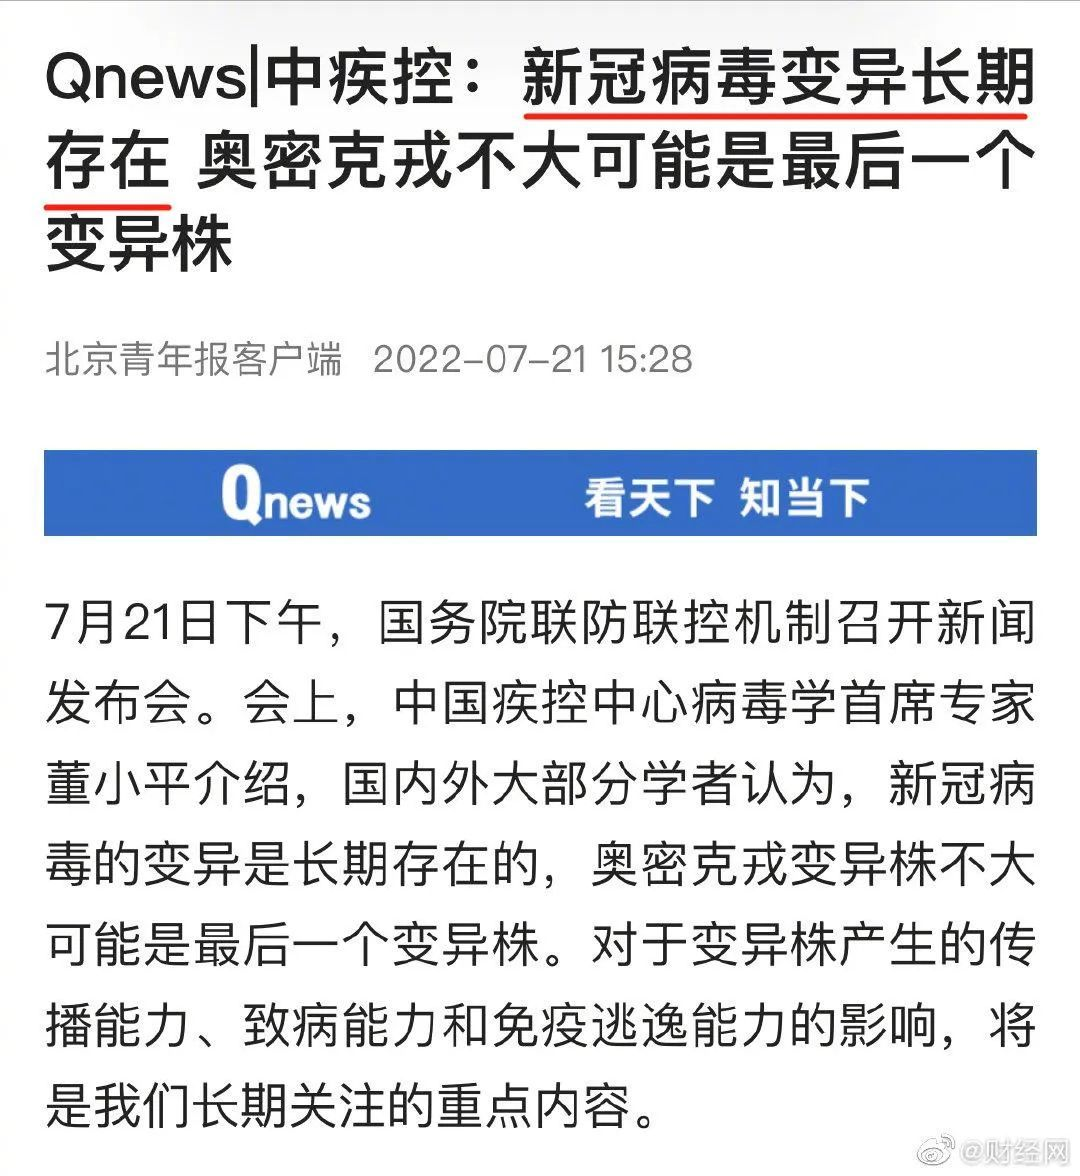 Qnews|中疾控：新冠病毒变异长期
存在 奥密克戎不大可能是最后一个
变异株
北京青年报客户端 2022-07-21 15:28
Qnews 看天下 知当下
7月21日下午，国务院联防联控机制召开新闻
发布会。会上，中国疾控中心病毒学首席专家
董小平介绍，国内外大部分学者认为，新冠病
毒的变异是长期存在的，奥密克戎变异株不大
可能是最后一个变异株。对于变异株产生的传
播能力、致病能力和免疫逃逸能力的影响，将
是我们长期关注的重点内容。
@财经网